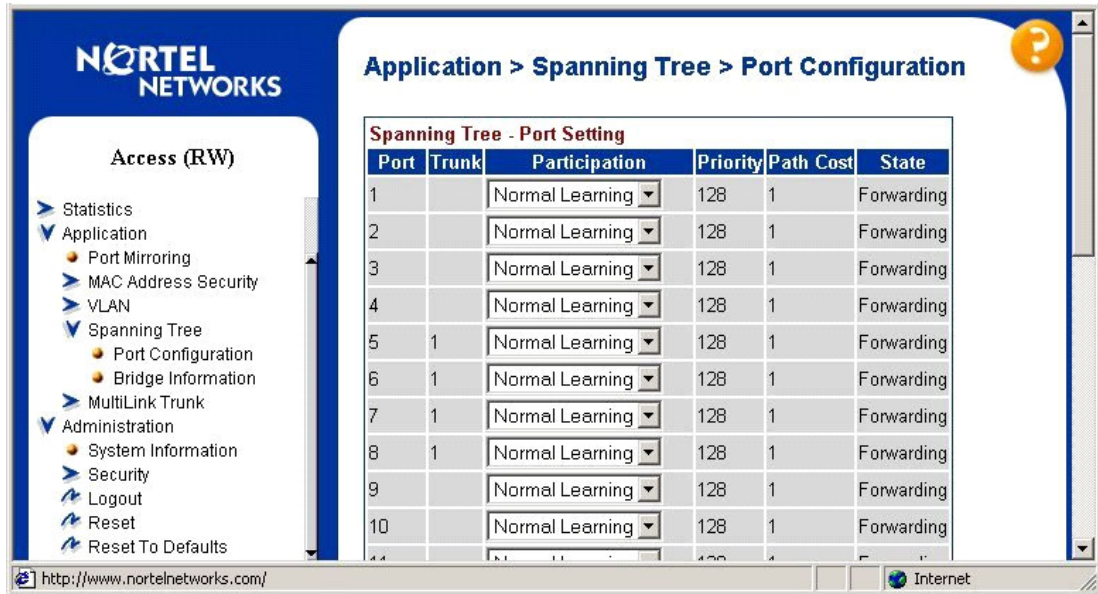 NORTEL
NETWORKS
Access (RW)
Statistics
Application
Port Mirroring
MAC Address Security
VLAN
Spanning Tree
Port Configuration
Bridge Information
MultiLink Trunk
Administration
System Information
Security
Logout
Reset
Reset To Defaults
?
Application > Spanning Tree > Port Configuration
Spanning Tree - Port Setting
Port Trunk Participation Priority Path Cost State
1 Normal Learning 128 1 Forwarding
2 Normal Learning 128 1 Forwarding
3 Normal Learning 128 1 Forwarding
4 Normal Learning 128 1 Forwarding
5 1 Normal Learning 128 1 Forwarding
6 1 Normal Learning 128 1 Forwarding
7 1 Normal Learning 128 1 Forwarding
8 1 Normal Learning 128 1 Forwarding
9 Normal Learning 128 1 Forwarding
10 Normal Learning 128 1 Forwarding
http://www.nortelnetworks.com/ Internet